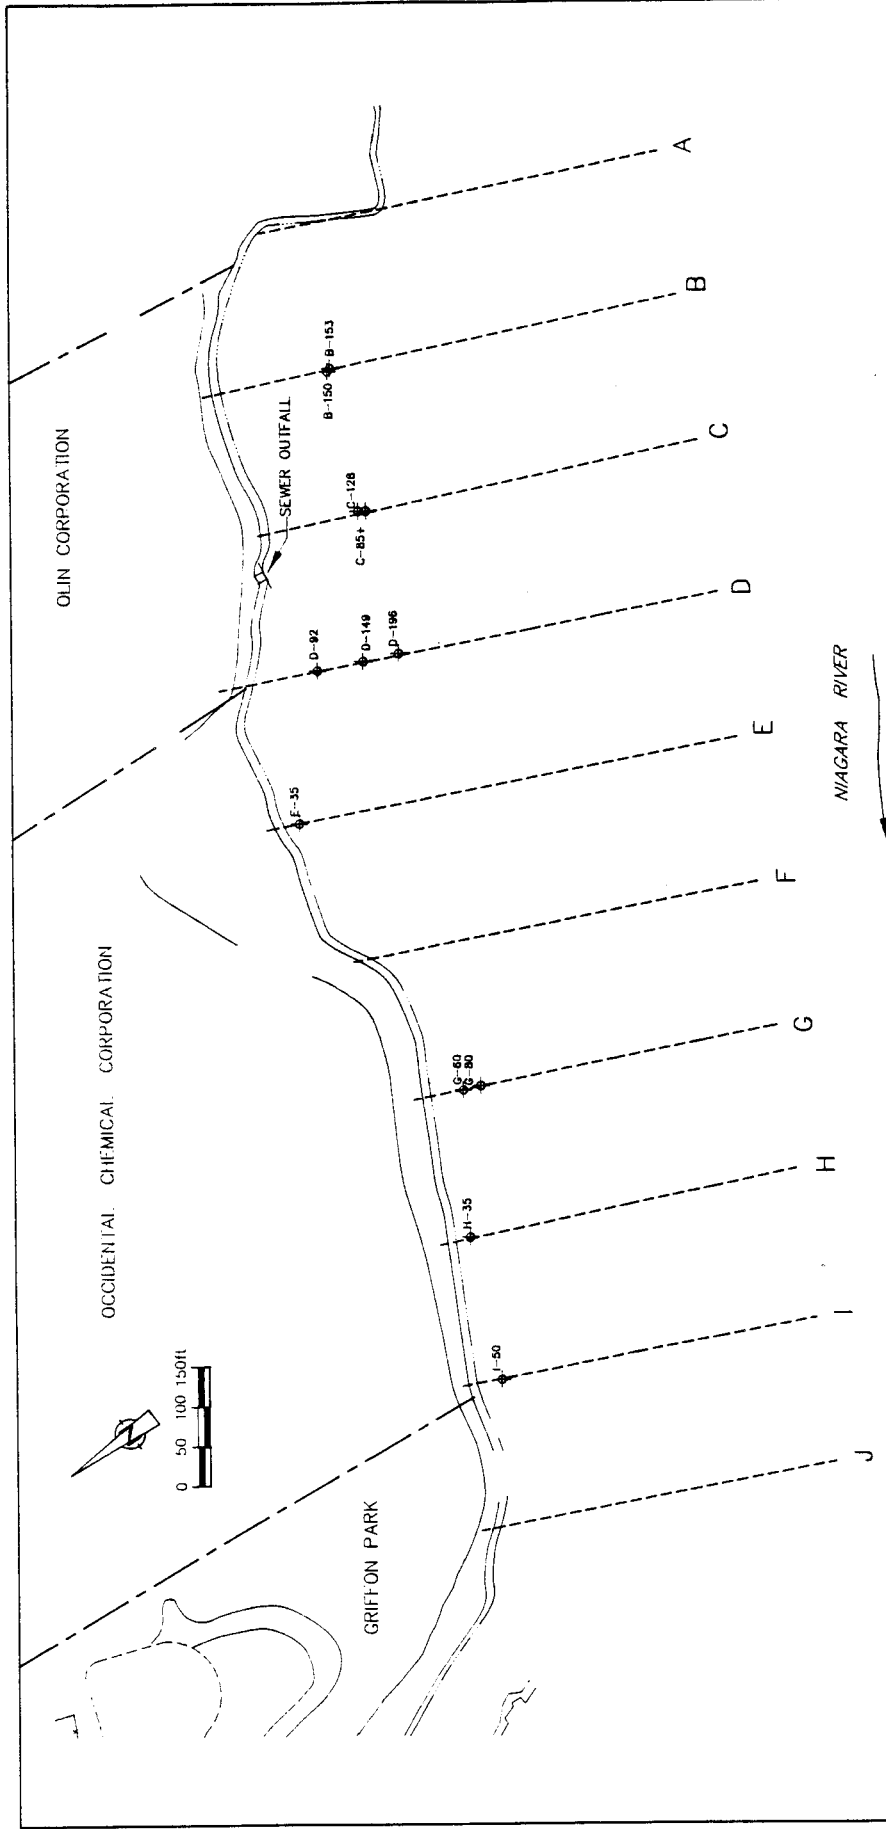 OLIN CORPORATION
OCCIDENTAL CHEMICAL CORPORATION
GRIFFON PARK
0 50 100 150ft
N
SEWER OUTFALL
B-150
B-153
C-128
C-85+
D-92
D-149
D-196
E-35
G-60
G-80
H-35
I-50
A
B
C
D
E
F
G
H
I
J
NIAGARA RIVER